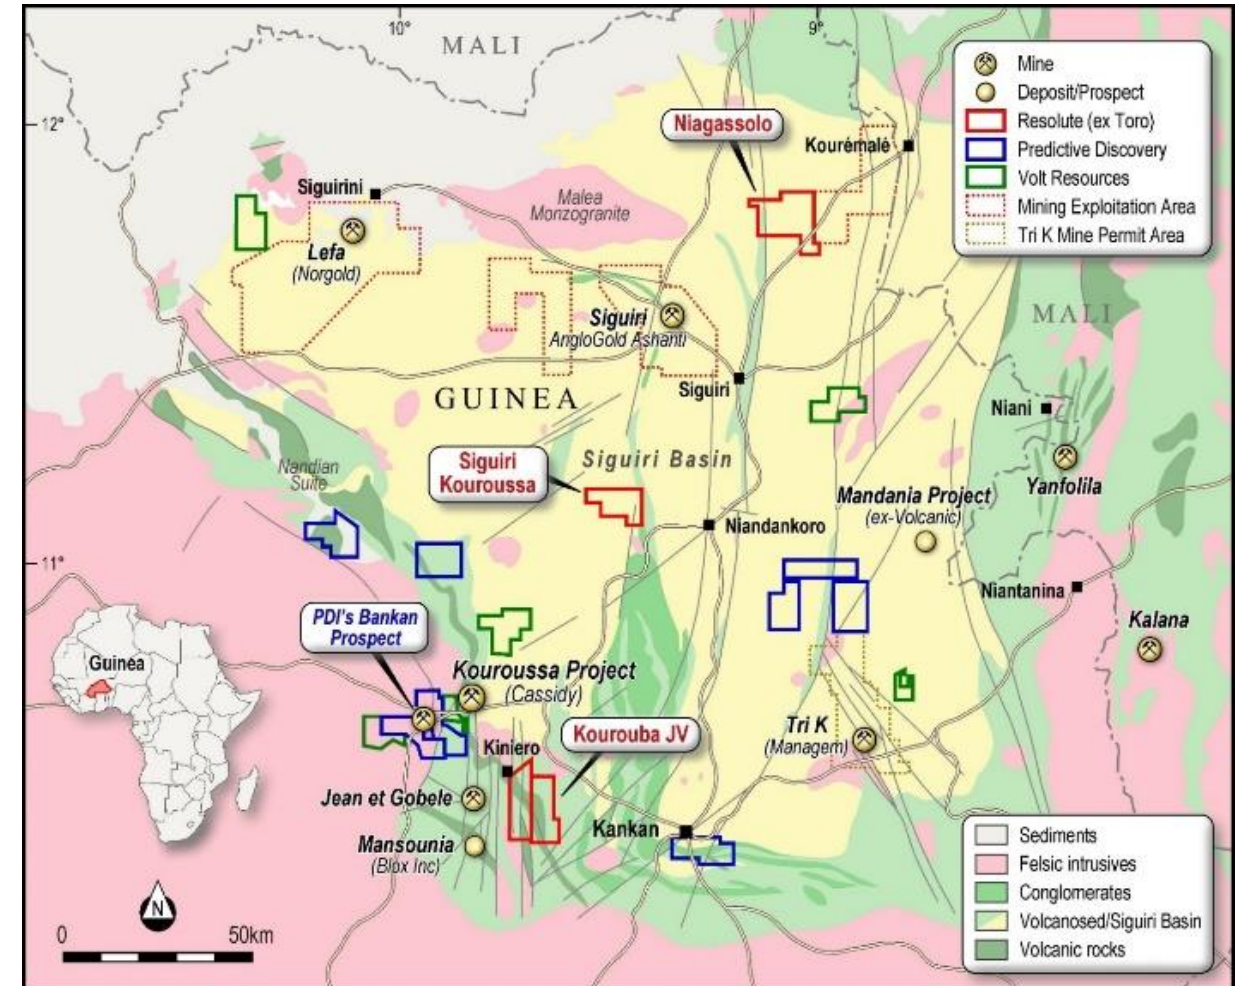 10°
9°
MALI
12°
Niagassolo
Kourémalé
Siguirini
Malea
Monzogranite
Lefa
(Norgold)
Mine
Deposit/Prospect
Resolute (ex Toro)
Predictive Discovery
Volt Resources
Mining Exploitation Area
Tri K Mine Permit Area
Siguiri
AngloGold Ashanti
MALI
Siguiri
GUINEA
Niani
Siguiri
Kouroussa
Siguiri Basin
Nandian
Suite
Yanfolila
Mandania Project
(ex-Volcanic)
Niandankoro
11°
Niantanina
PDI's Bankan
Prospect
Kalana
Guinea
Kouroussa Project
(Cassidy)
Kourouba JV
Tri K
(Managem)
Kiniero
Jean et Gobele
Kankan
Mansounia
(Blox Inc)
Sediments
Felsic intrusives
Conglomerates
Volcanosed/Siguiri Basin
Volcanic rocks
N
0 50km